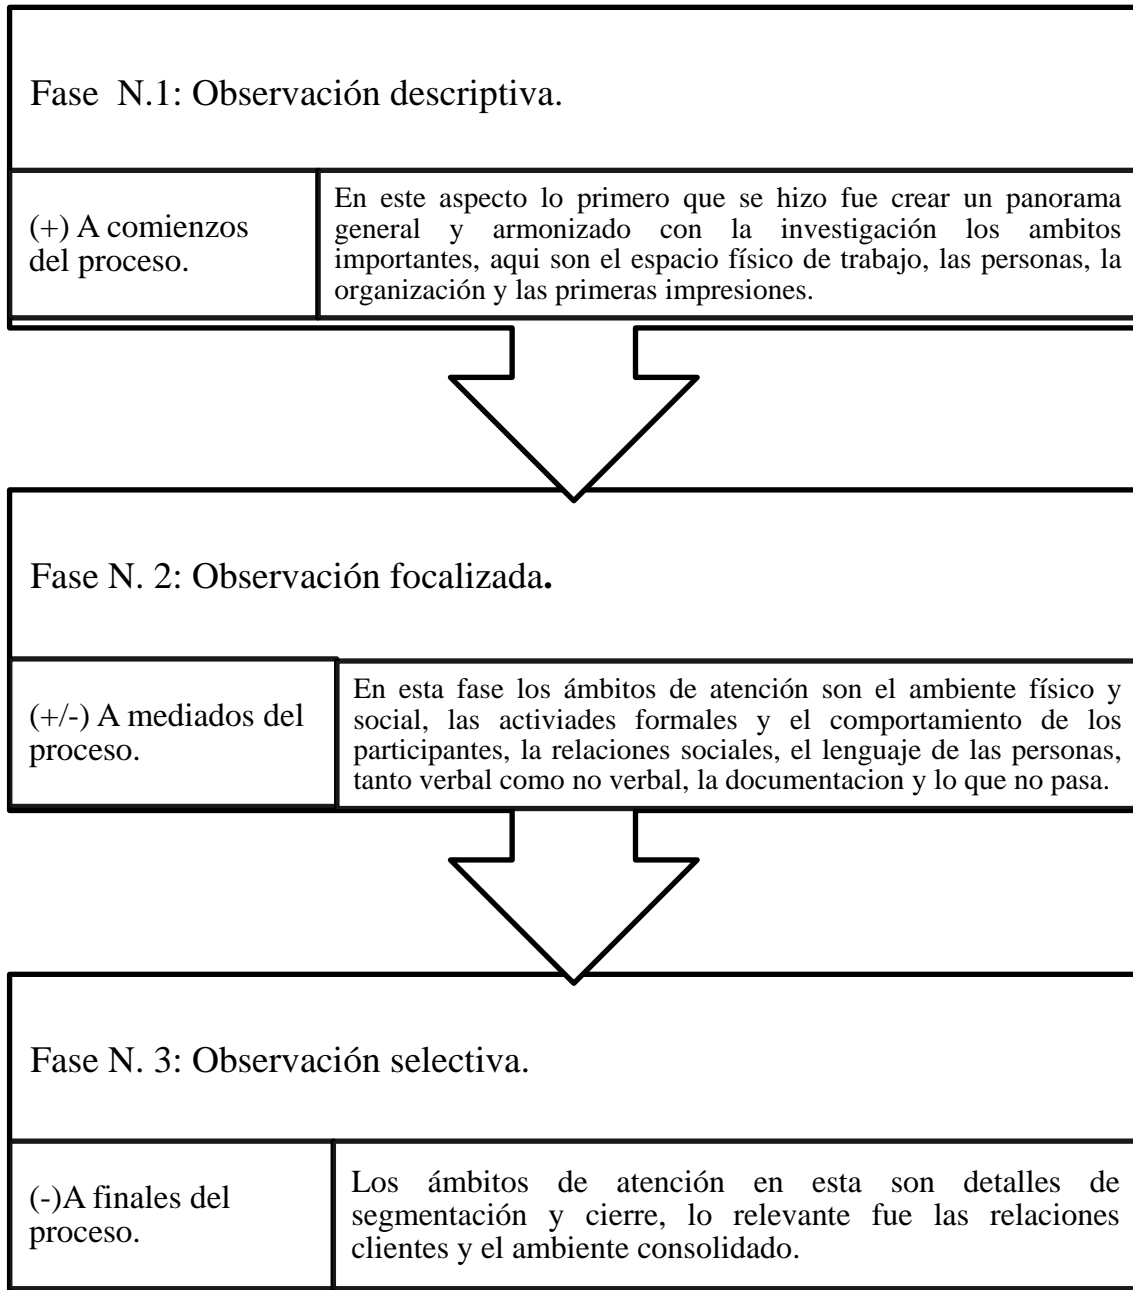 Fase N.1: Observación descriptiva.
(+) A comienzos
del proceso.
En este aspecto lo primero que se hizo fue crear un panorama
general y armonizado con la investigación los ambitos
importantes, aqui son el espacio físico de trabajo, las personas, la
organización y las primeras impresiones.
Fase N. 2: Observación focalizada.
(+/-) A mediados del
proceso.
En esta fase los ámbitos de atención son el ambiente físico y
social, las activiades formales y el comportamiento de los
participantes, la relaciones sociales, el lenguaje de las personas,
tanto verbal como no verbal, la documentacion y lo que no pasa.
Fase N. 3: Observación selectiva.
(-)A finales del
proceso.
Los ámbitos de atención en esta son detalles de
segmentación y cierre, lo relevante fue las relaciones
clientes y el ambiente consolidado.